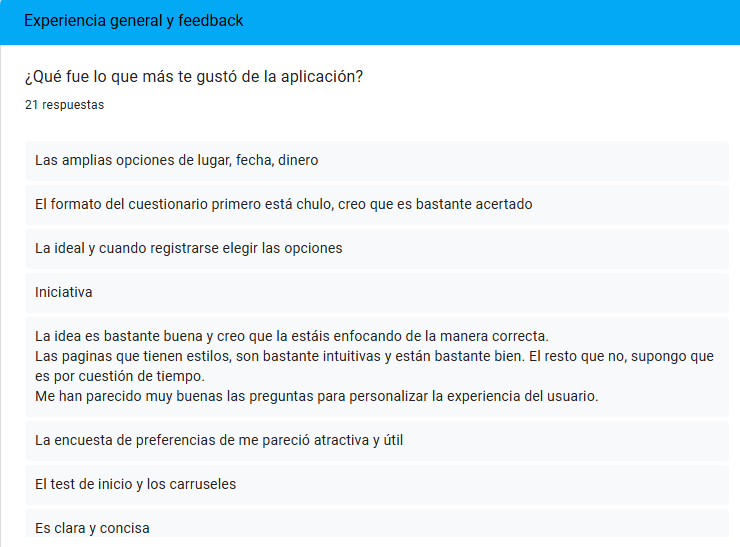 Experiencia general y feedback
¿Qué fue lo que más te gustó de la aplicación?
21 respuestas
Las amplias opciones de lugar, fecha, dinero
El formato del cuestionario primero está chulo, creo que es bastante acertado
La ideal y cuando registrarse elegir las opciones
Iniciativa
La idea es bastante buena y creo que la estáis enfocando de la manera correcta.
Las paginas que tienen estilos, son bastante intuitivas y están bastante bien. El resto que no, supongo que
es por cuestión de tiempo.
Me han parecido muy buenas las preguntas para personalizar la experiencia del usuario.
La encuesta de preferencias de me pareció atractiva y útil
El test de inicio y los carruseles
Es clara y concisa